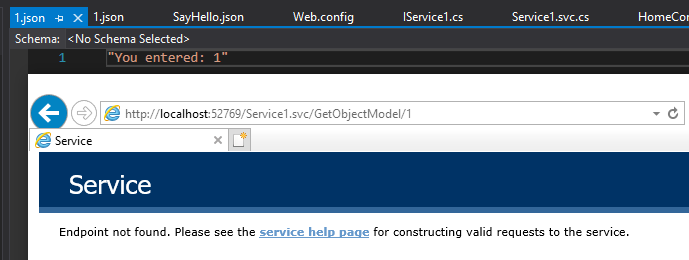 1.json 1.json SayHello.json Web.config IService1.cs Service1.svc.cs HomeCon
Schema: <No Schema Selected>
1 "You entered: 1"
http://localhost:52769/Service1.svc/GetObjectModel/1
Service
Service
Endpoint not found. Please see the service help page for constructing valid requests to the service.